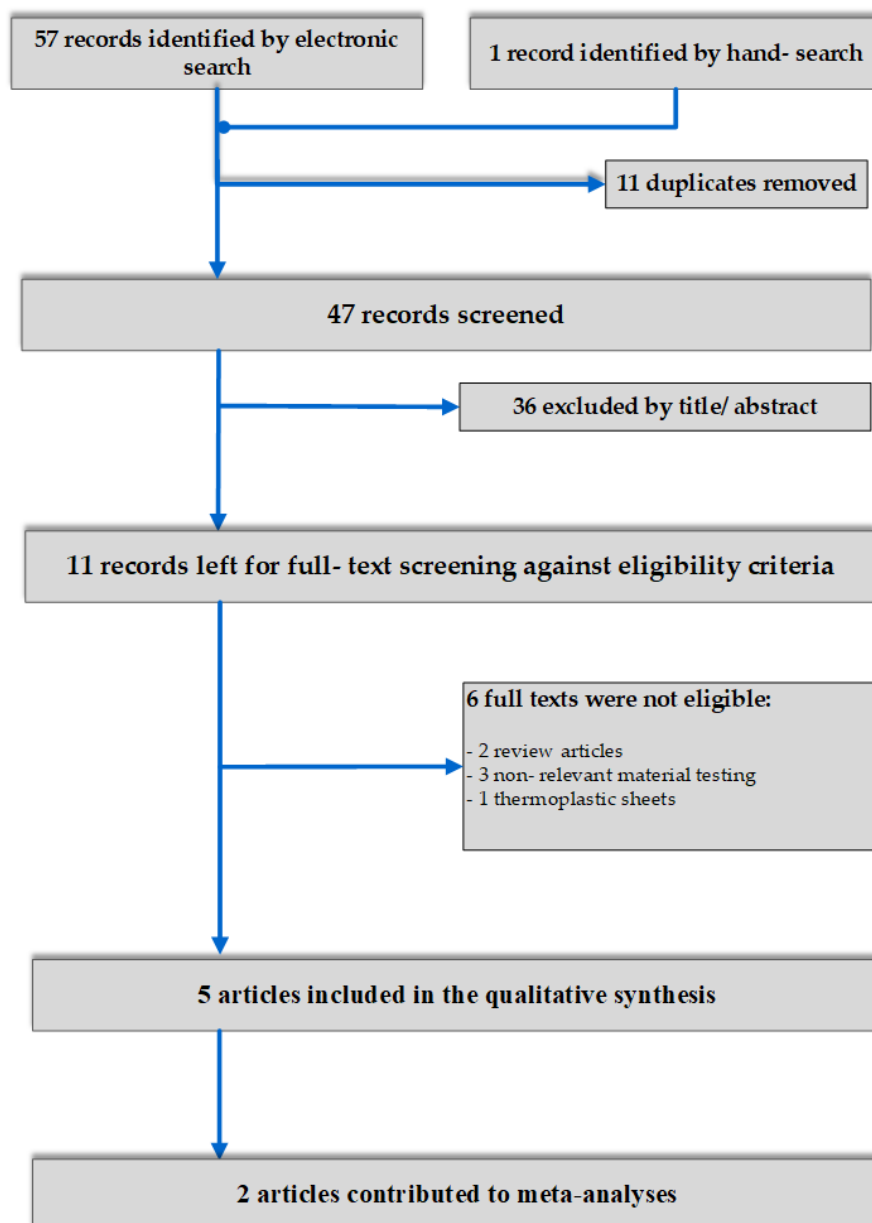 57 records identified by electronic
search
1 record identified by hand- search
11 duplicates removed
47 records screened
36 excluded by title/ abstract
11 records left for full- text screening against eligibility criteria
6 full texts were not eligible:
- 2 review articles
- 3 non- relevant material testing
- 1 thermoplastic sheets
5 articles included in the qualitative synthesis
2 articles contributed to meta-analyses